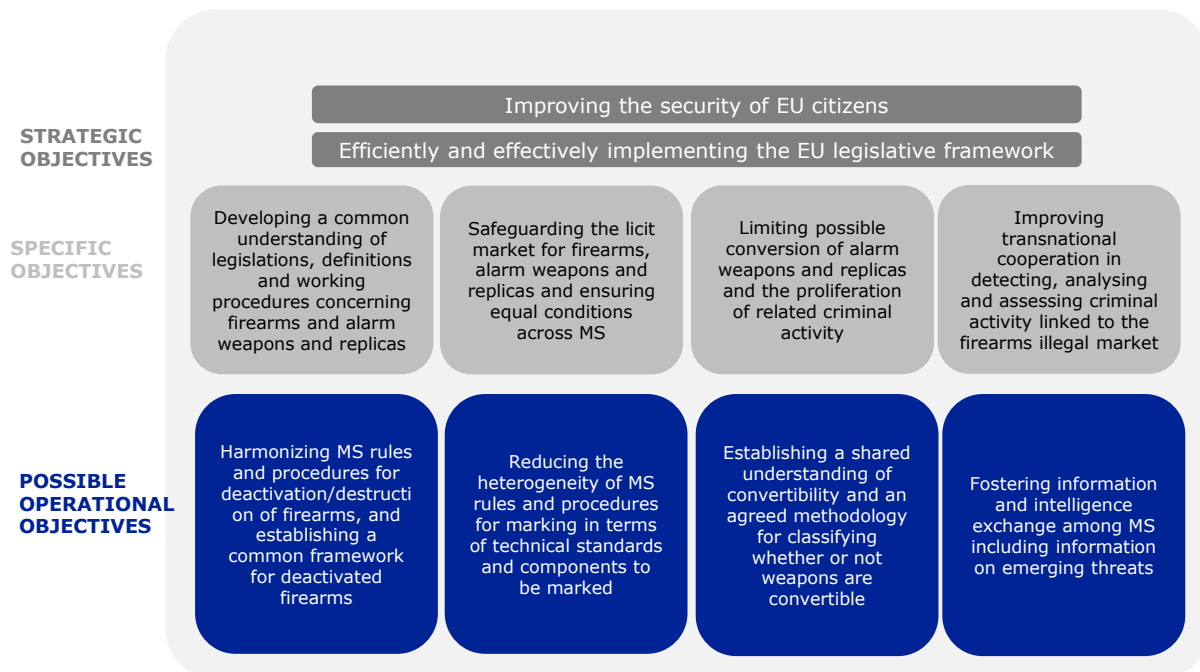 Improving the security of EU citizens
STRATEGIC
OBJECTIVES
Efficiently and effectively implementing the EU legislative framework
SPECIFIC
OBJECTIVES
Developing a common
understanding of
legislations, definitions
and working
procedures concerning
firearms and alarm
weapons and replicas
Safeguarding the licit
market for firearms,
alarm weapons and
replicas and ensuring
equal conditions
across MS
Limiting possible
conversion of alarm
weapons and replicas
and the proliferation
of related criminal
activity
Improving
transnational
cooperation in
detecting, analysing
and assessing criminal
activity linked to the
firearms illegal market
POSSIBLE
OPERATIONAL
OBJECTIVES
Harmonizing MS rules
and procedures for
deactivation/destructi
on of firearms, and
establishing a
common framework
for deactivated
firearms
Reducing the
heterogeneity of MS
rules and procedures
for marking in terms
of technical standards
and components to
be marked
Establishing a shared
understanding of
convertibility and an
agreed methodology
for classifying
whether or not
weapons are
convertible
Fostering information
and intelligence
exchange among MS
including information
on emerging threats